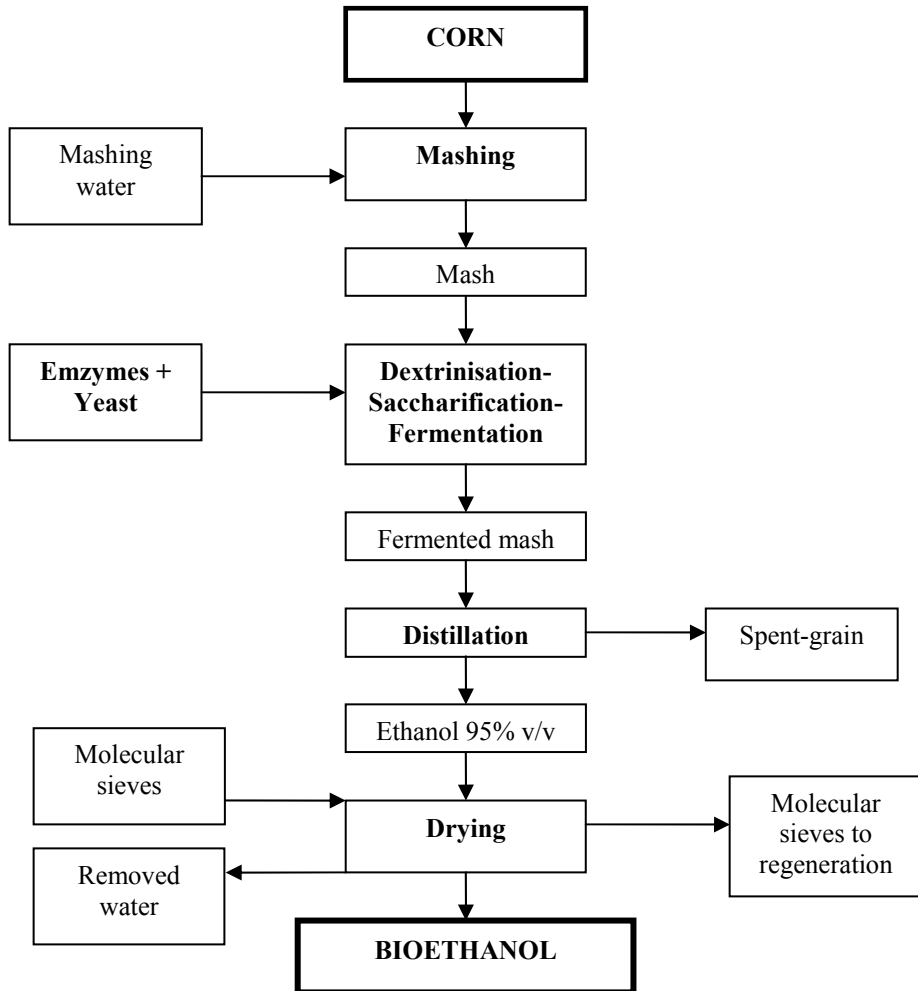 CORN
Mashing
water
Mashing
Mash
Emzymes +
Yeast
Dextrinisation-
Saccharification-
Fermentation
Fermented mash
Distillation
Spent-grain
Ethanol 95% v/v
Molecular
sieves
Drying
Molecular
sieves to
regeneration
Removed
water
BIOETHANOL